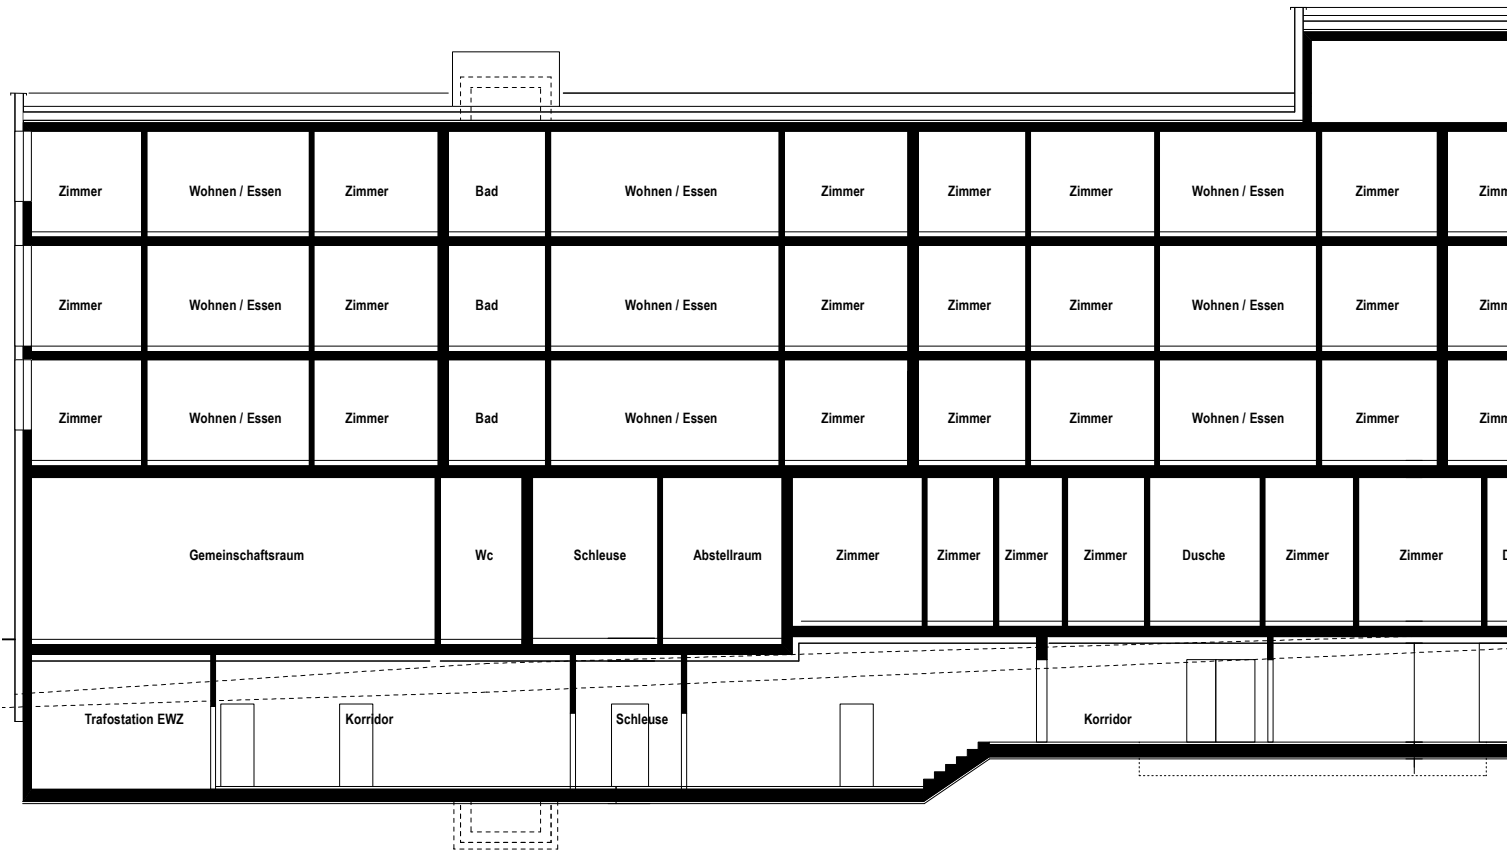 Zimmer Wohnen / Essen Zimmer Bad Wohnen / Essen Zimmer Zimmer Zimmer Wohnen / Essen Zimmer
Zimmer Wohnen / Essen Zimmer Bad Wohnen / Essen Zimmer Zimmer Zimmer Wohnen / Essen Zimmer
Zimmer Wohnen / Essen Zimmer Bad Wohnen / Essen Zimmer Zimmer Zimmer Wohnen / Essen Zimmer
Gemeinschaftsraum Wc Schleuse Abstellraum Zimmer Zimmer Zimmer Zimmer Dusche Zimmer Zimmer
Trafostation EWZ Korridor Schleuse Korridor